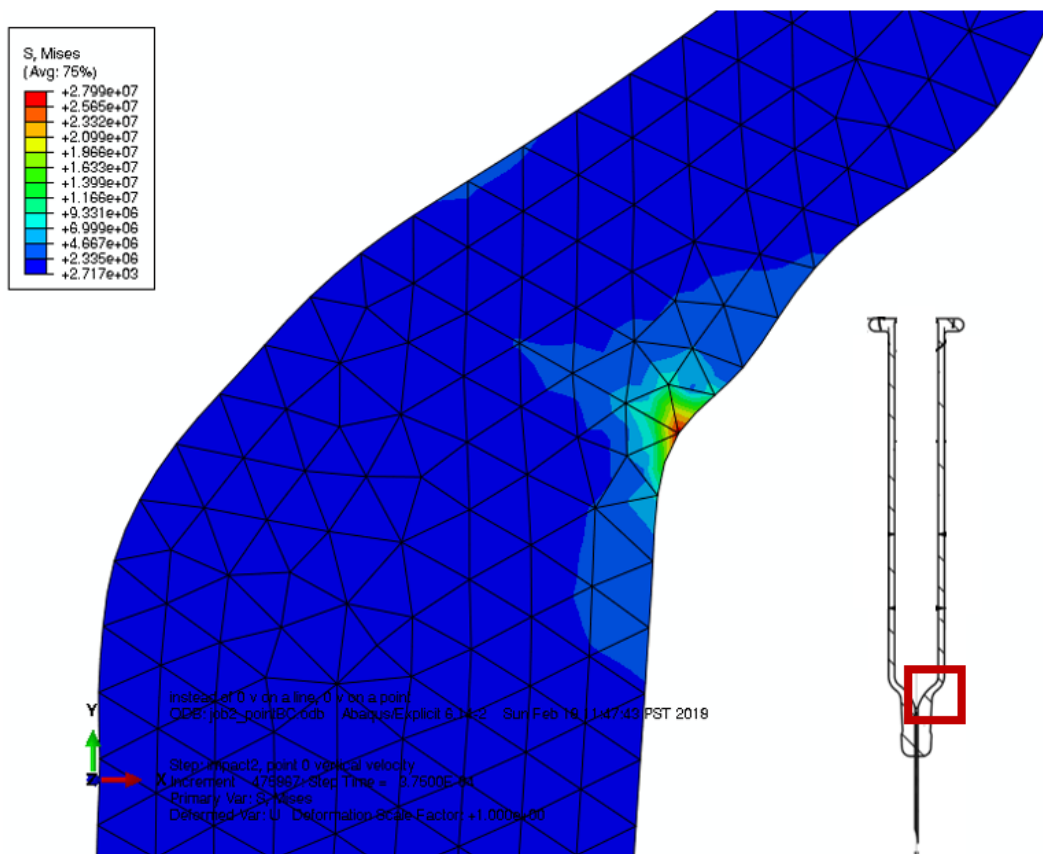 S, Mises
(Avg: 75%)
+2.799e+07
+2.565e+07
+2.332e+07
+2.099e+07
+1.866e+07
+1.633e+07
+1.399e+07
+1.166e+07
+9.331e+06
+6.999e+06
+4.667e+06
+2.335e+06
+2.717e+03
instead of 0 v on a line, 0 v on a point
ODB: job2_pointBC.odb Abaqus/Explicit 6.14-2 Sun Feb 11:47:43 PST 2019
Y
Z
X
Step: impact2, point 0 vertical velocity
Increment Step Time =
Primary Var: S, Mises
Deformed Var: U Deformation Scale Factor: +1.000e+00